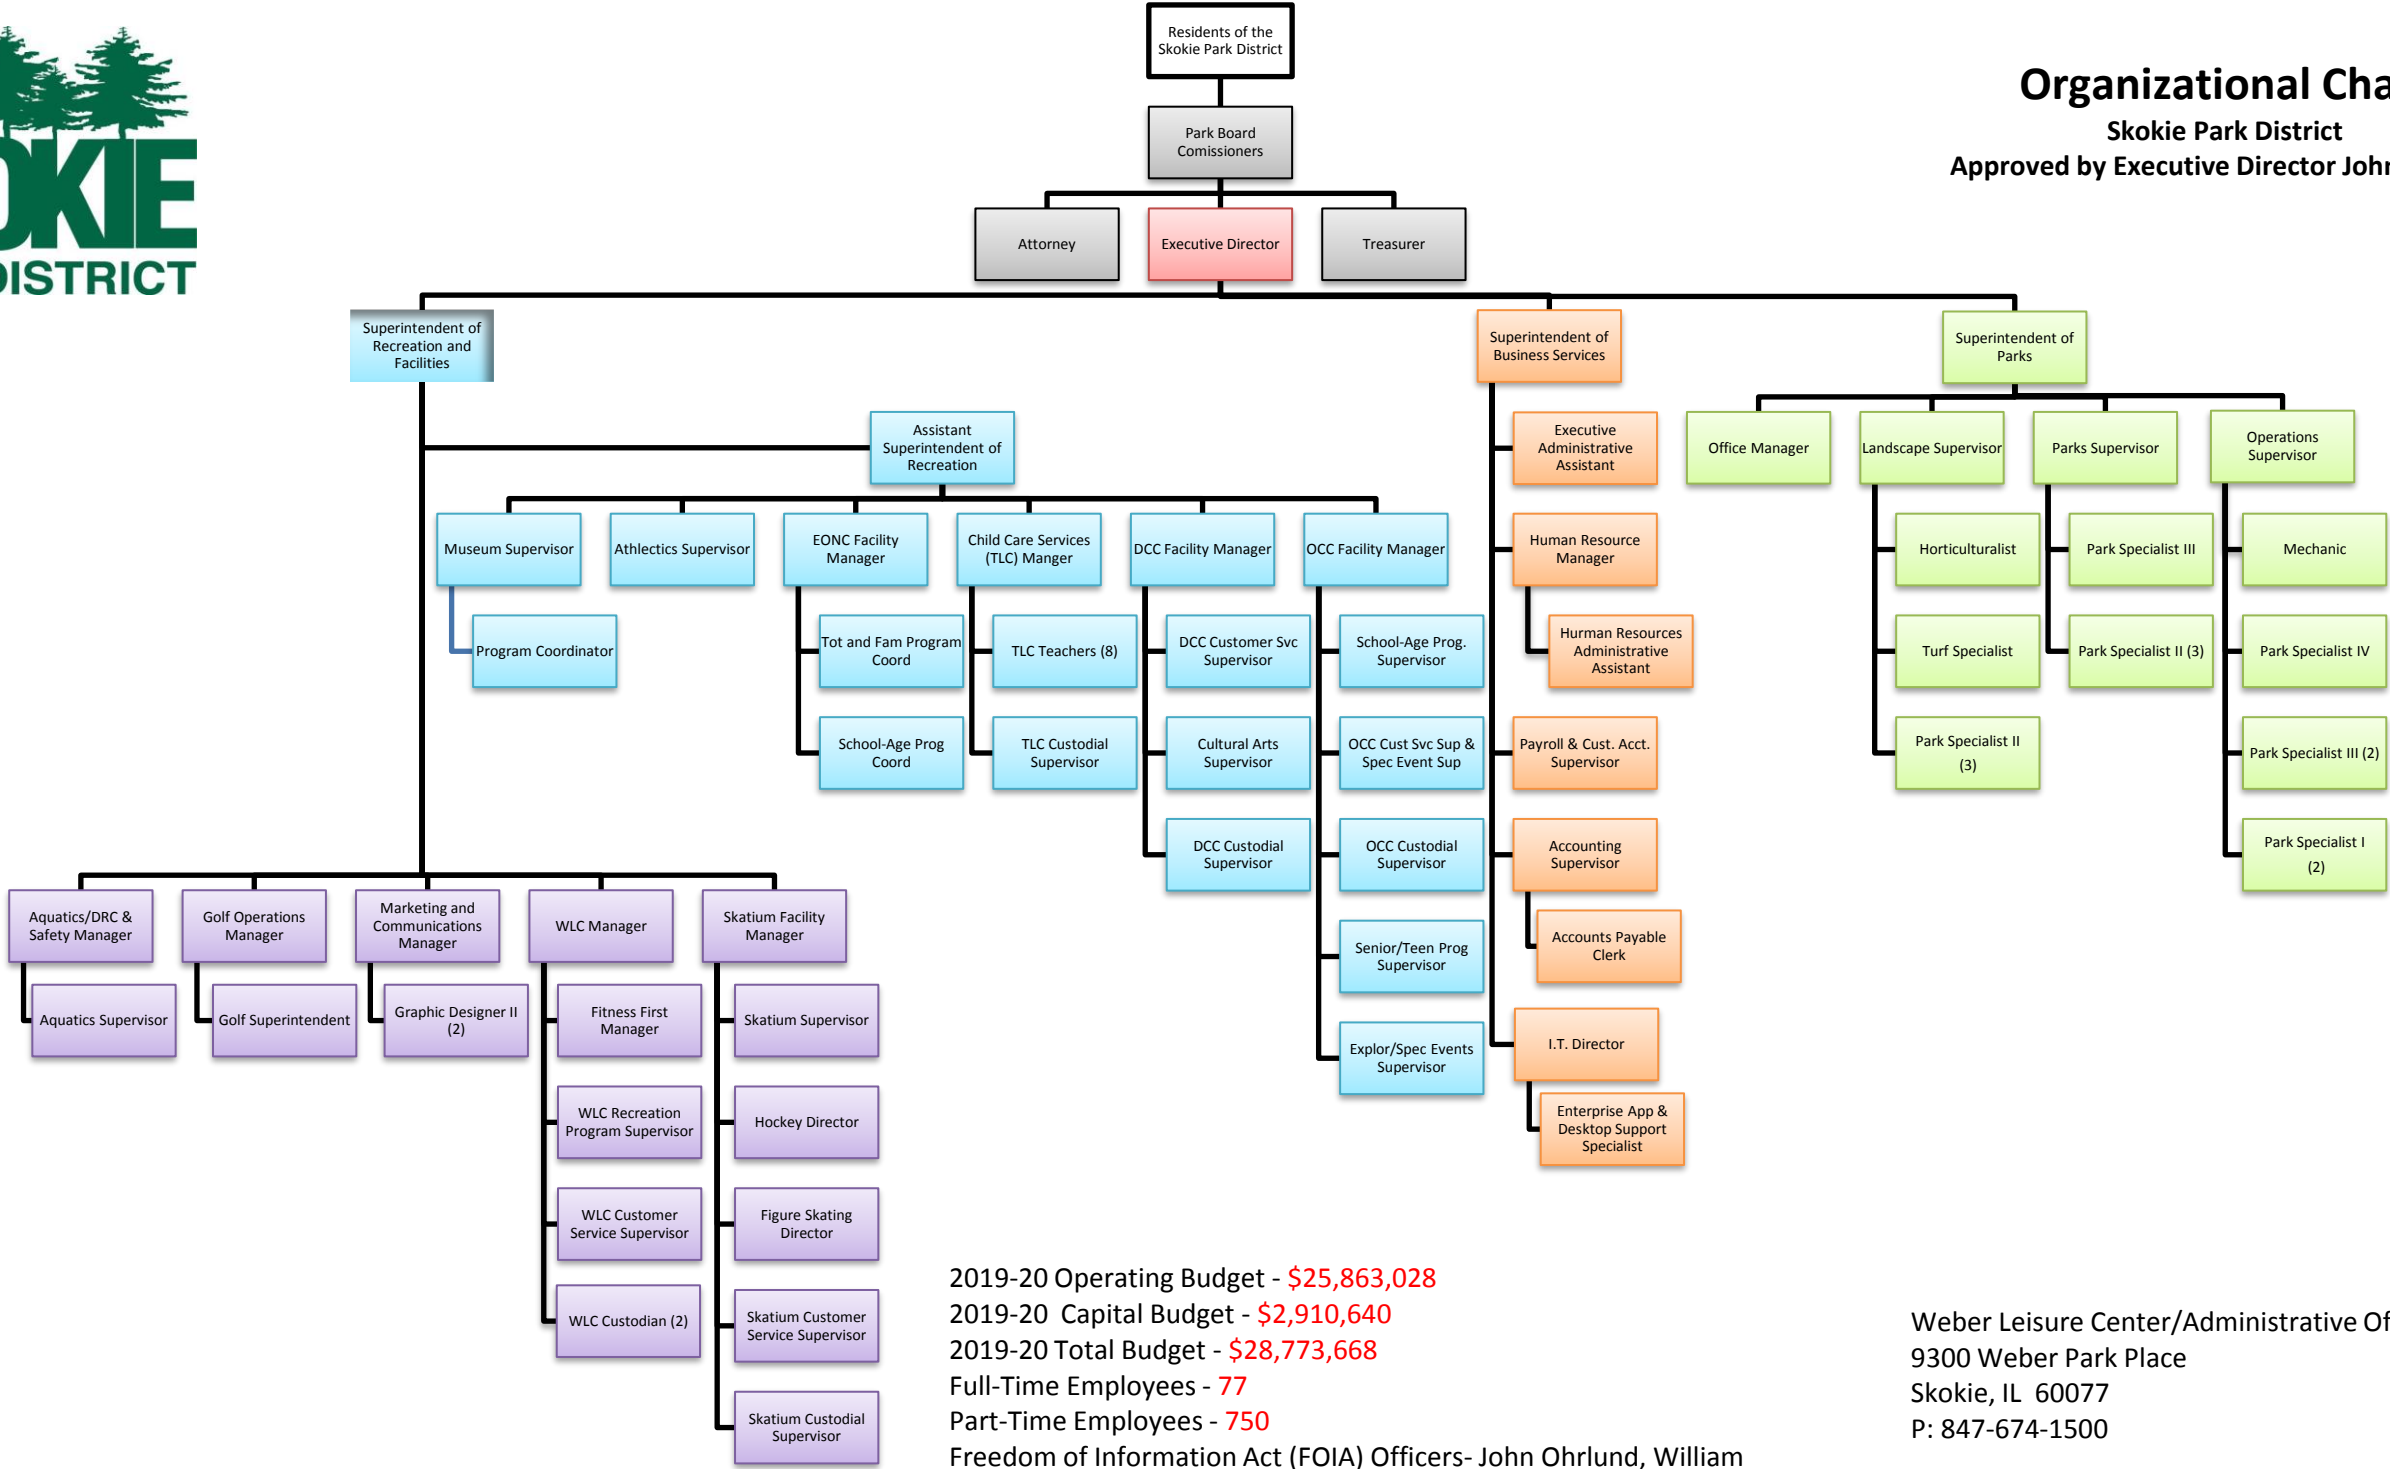 Residents of the
Skokie Park District
OKIE
DISTRICT
Organizational Cha
Skokie Park District
Approved by Executive Director John
Park Board
Comissioners
Attorney
Executive Director
Treasurer
Superintendent of
Recreation and
Facilities
Superintendent of
Business Services
Superintendent of
Parks
Assistant
Superintendent of
Recreation
Executive
Administrative
Assistant
Office Manager
Landscape Supervisor
Parks Supervisor
Operations
Supervisor
Museum Supervisor
Athlectics Supervisor
EONC Facility
Manager
Child Care Services
(TLC) Manger
DCC Facility Manager
OCC Facility Manager
Human Resource
Manager
Horticulturalist
Park Specialist III
Mechanic
Program Coordinator
Tot and Fam Program
Coord
TLC Teachers (8)
DCC Customer Svc
Supervisor
School-Age Prog.
Supervisor
Hurman Resources
Administrative
Assistant
Turf Specialist
Park Specialist II (3)
Park Specialist IV
School-Age Prog
Coord
TLC Custodial
Supervisor
Cultural Arts
Supervisor
OCC Cust Svc Sup &
Spec Event Sup
Payroll & Cust. Acct.
Supervisor
Park Specialist II
(3)
Park Specialist III (2)
DCC Custodial
Supervisor
OCC Custodial
Supervisor
Accounting
Supervisor
Park Specialist I
(2)
Aquatics/DRC &
Safety Manager
Golf Operations
Manager
Marketing and
Communications
Manager
WLC Manager
Skatium Facility
Manager
Senior/Teen Prog
Supervisor
Accounts Payable
Clerk
Aquatics Supervisor
Golf Superintendent
Graphic Designer II
(2)
Fitness First
Manager
Skatium Supervisor
Explor/Spec Events
Supervisor
I.T. Director
WLC Recreation
Program Supervisor
Hockey Director
Enterprise App &
Desktop Support
Specialist
WLC Customer
Service Supervisor
Figure Skating
Director
WLC Custodian (2)
Skatium Customer
Service Supervisor
Skatium Custodial
Supervisor
2019-20 Operating Budget - $25,863,028
2019-20 Capital Budget - $2,910,640
2019-20 Total Budget - $28,773,668
Full-Time Employees - 77
Part-Time Employees - 750
Freedom of Information Act (FOIA) Officers- John Ohrlund, William
Weber Leisure Center/Administrative Of
9300 Weber Park Place
Skokie, IL 60077
P: 847-674-1500